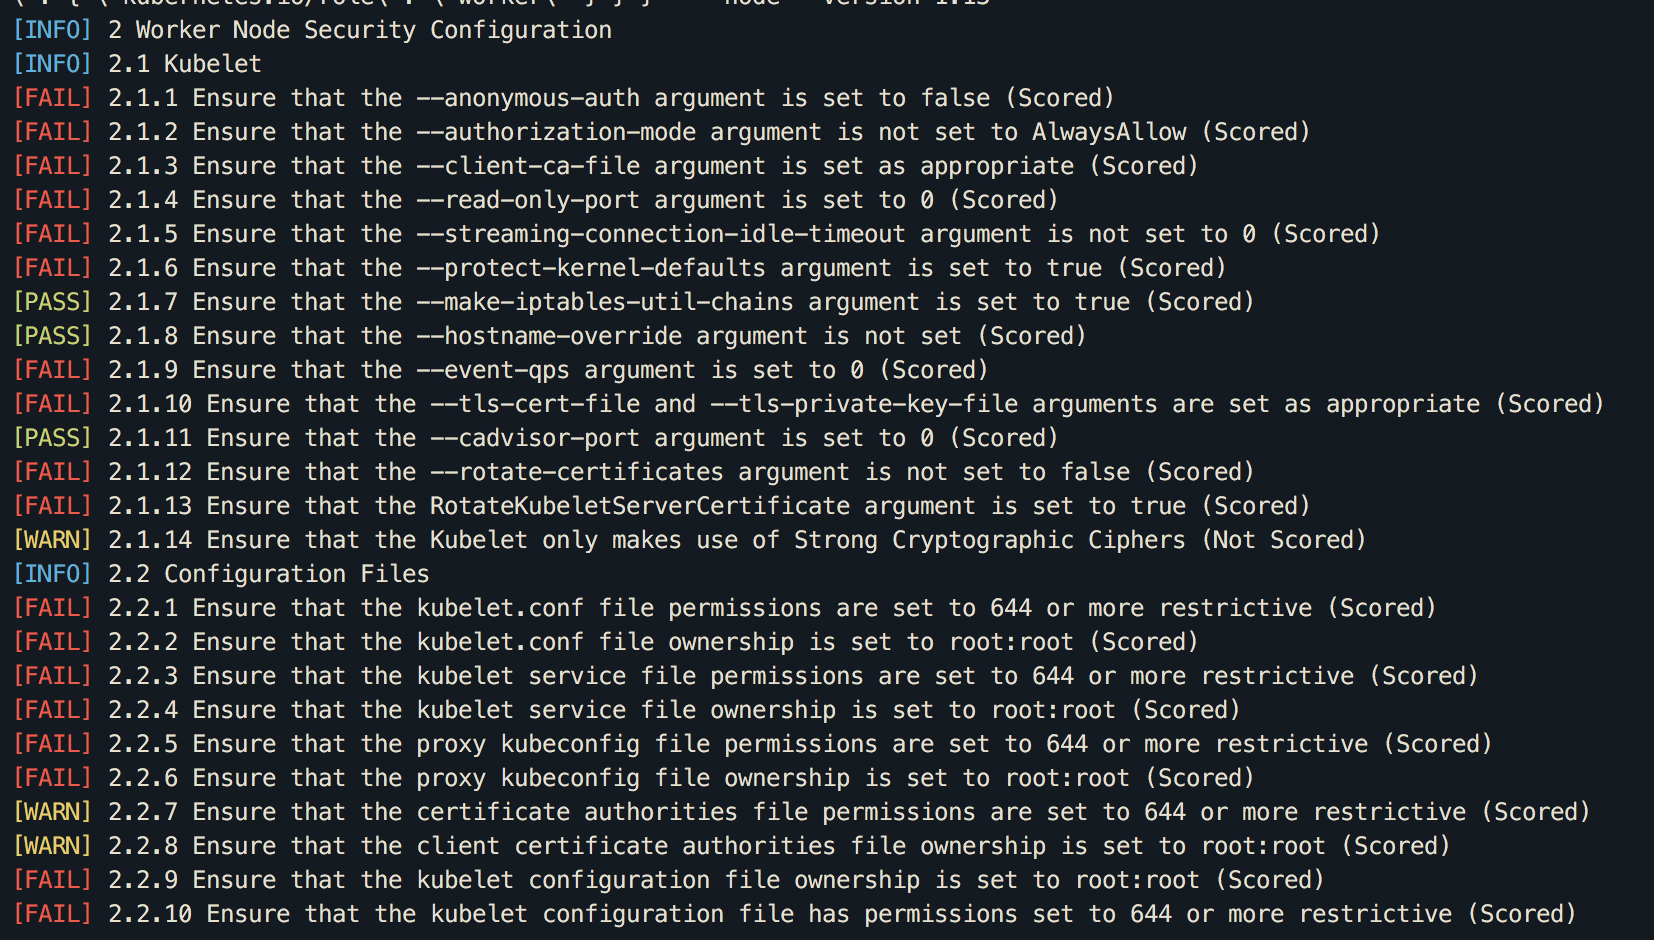 [INFO] 2 Worker Node Security Configuration
[INFO] 2.1 Kubelet
[FAIL] 2.1.1 Ensure that the --anonymous-auth argument is set to false (Scored)
[FAIL] 2.1.2 Ensure that the --authorization-mode argument is not set to AlwaysAllow (Scored)
[FAIL] 2.1.3 Ensure that the --client-ca-file argument is set as appropriate (Scored)
[FAIL] 2.1.4 Ensure that the --read-only-port argument is set to 0 (Scored)
[FAIL] 2.1.5 Ensure that the --streaming-connection-idle-timeout argument is not set to 0 (Scored)
[FAIL] 2.1.6 Ensure that the --protect-kernel-defaults argument is set to true (Scored)
[PASS] 2.1.7 Ensure that the --make-iptables-util-chains argument is set to true (Scored)
[PASS] 2.1.8 Ensure that the --hostname-override argument is not set (Scored)
[FAIL] 2.1.9 Ensure that the --event-qps argument is set to 0 (Scored)
[FAIL] 2.1.10 Ensure that the --tls-cert-file and --tls-private-key-file arguments are set as appropriate (Scored)
[PASS] 2.1.11 Ensure that the --cadvisor-port argument is set to 0 (Scored)
[FAIL] 2.1.12 Ensure that the --rotate-certificates argument is not set to false (Scored)
[FAIL] 2.1.13 Ensure that the RotateKubeletServerCertificate argument is set to true (Scored)
[WARN] 2.1.14 Ensure that the Kubelet only makes use of Strong Cryptographic Ciphers (Not Scored)
[INFO] 2.2 Configuration Files
[FAIL] 2.2.1 Ensure that the kubelet.conf file permissions are set to 644 or more restrictive (Scored)
[FAIL] 2.2.2 Ensure that the kubelet.conf file ownership is set to root:root (Scored)
[FAIL] 2.2.3 Ensure that the kubelet service file permissions are set to 644 or more restrictive (Scored)
[FAIL] 2.2.4 Ensure that the kubelet service file ownership is set to root:root (Scored)
[FAIL] 2.2.5 Ensure that the proxy kubeconfig file permissions are set to 644 or more restrictive (Scored)
[FAIL] 2.2.6 Ensure that the proxy kubeconfig file ownership is set to root:root (Scored)
[WARN] 2.2.7 Ensure that the certificate authorities file permissions are set to 644 or more restrictive (Scored)
[WARN] 2.2.8 Ensure that the client certificate authorities file ownership is set to root:root (Scored)
[FAIL] 2.2.9 Ensure that the kubelet configuration file ownership is set to root:root (Scored)
[FAIL] 2.2.10 Ensure that the kubelet configuration file has permissions set to 644 or more restrictive (Scored)